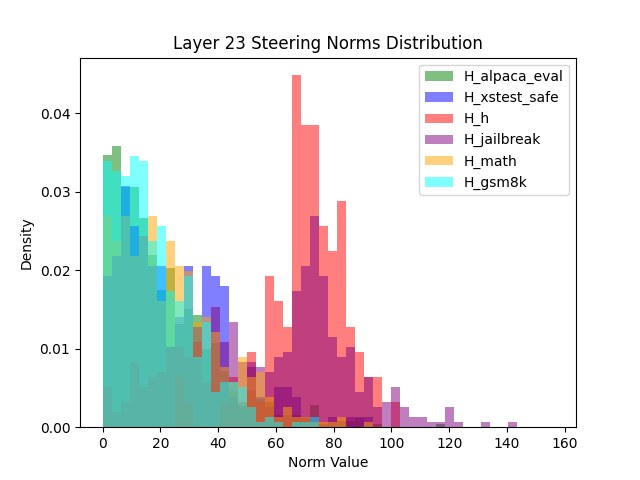 Layer 23 Steering Norms Distribution
H_alpaca_eval
H_xstest_safe
H_h
H_jailbreak
H_math
H_gsm8k
0.04
0.03
0.02
0.01
0.00
Density
0 20 40 60 80 100 120 140 160
Norm Value